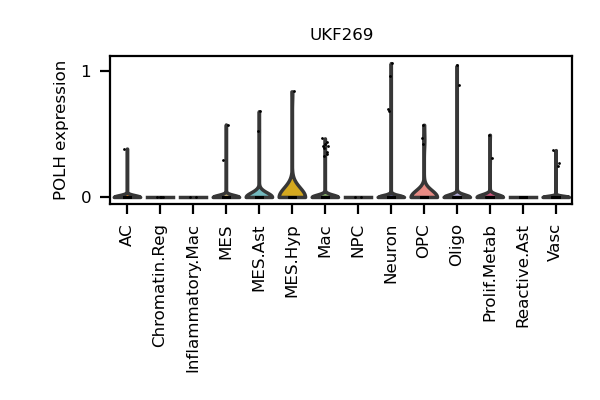 UKF269
POLH expression
1
0
AC
Chromatin.Reg
Inflammatory.Mac
MES
MES.Ast
MES.Hyp
Mac
NPC
Neuron
OPC
Oligo
Prolif.Metab
Reactive.Ast
Vasc